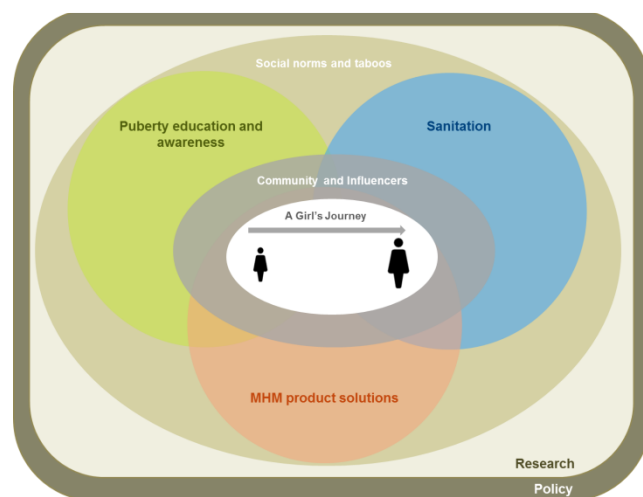 Social norms and taboos
Puberty education and
awareness
Sanitation
Community and Influencers
A Girl's Journey
MHM product solutions
Research
Policy